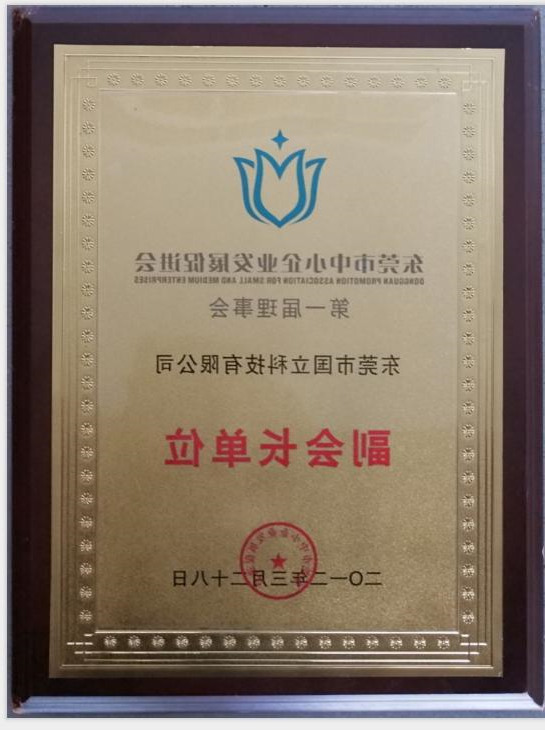 东莞市中小企业发展促进会
DONGGUAN PROMOTION ASSOCIATION FOR SMALL AND MEDIUM ENTERPRISES
第一届理事会
东莞市国立科技有限公司
副会长单位
二〇一二年三月二十八日